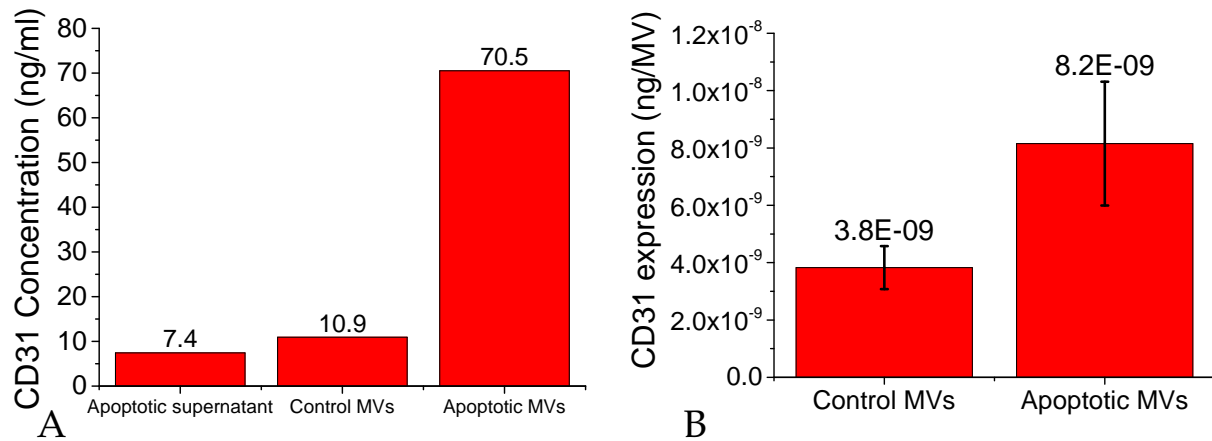 CD31 Concentration (ng/ml)
80
70
60
50
40
30
20
10
0
7.4
10.9
70.5
Apoptotic supernatant
Control MVs
Apoptotic MVs
A
CD31 expression (ng/MV)
1.2x10⁻⁸
1.0x10⁻⁸
8.0x10⁻⁹
6.0x10⁻⁹
4.0x10⁻⁹
2.0x10⁻⁹
0.0
3.8E-09
8.2E-09
Control MVs
Apoptotic MVs
B